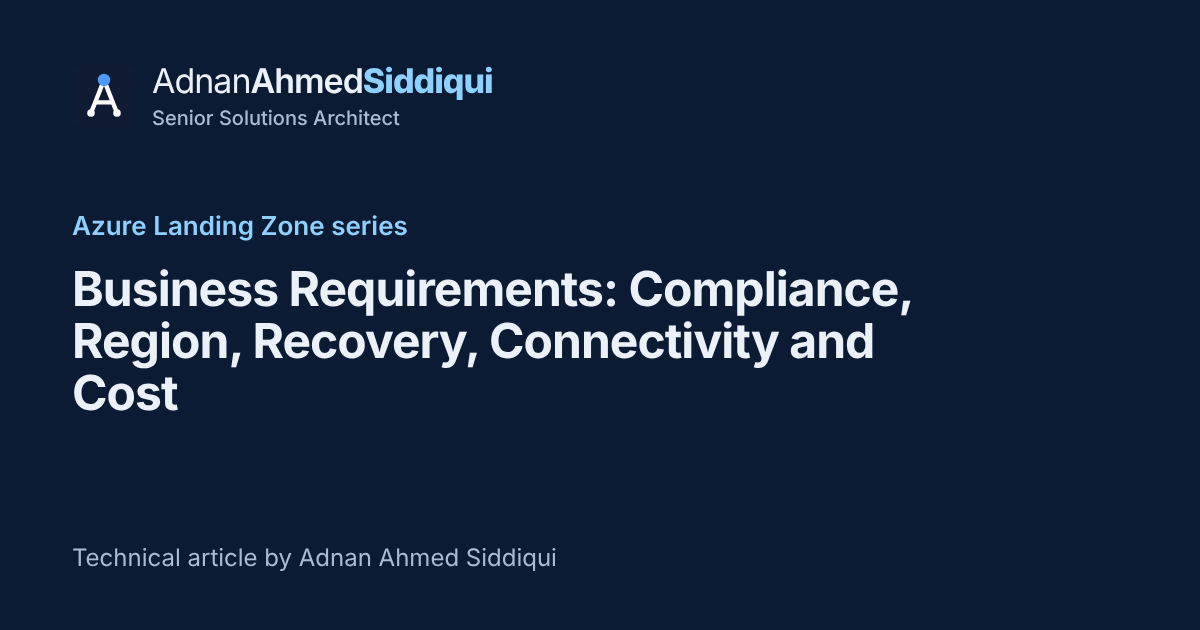 AdnanAhmedSiddiqui
Senior Solutions Architect
Azure Landing Zone series
Business Requirements: Compliance,
Region, Recovery, Connectivity and
Cost
Technical article by Adnan Ahmed Siddiqui